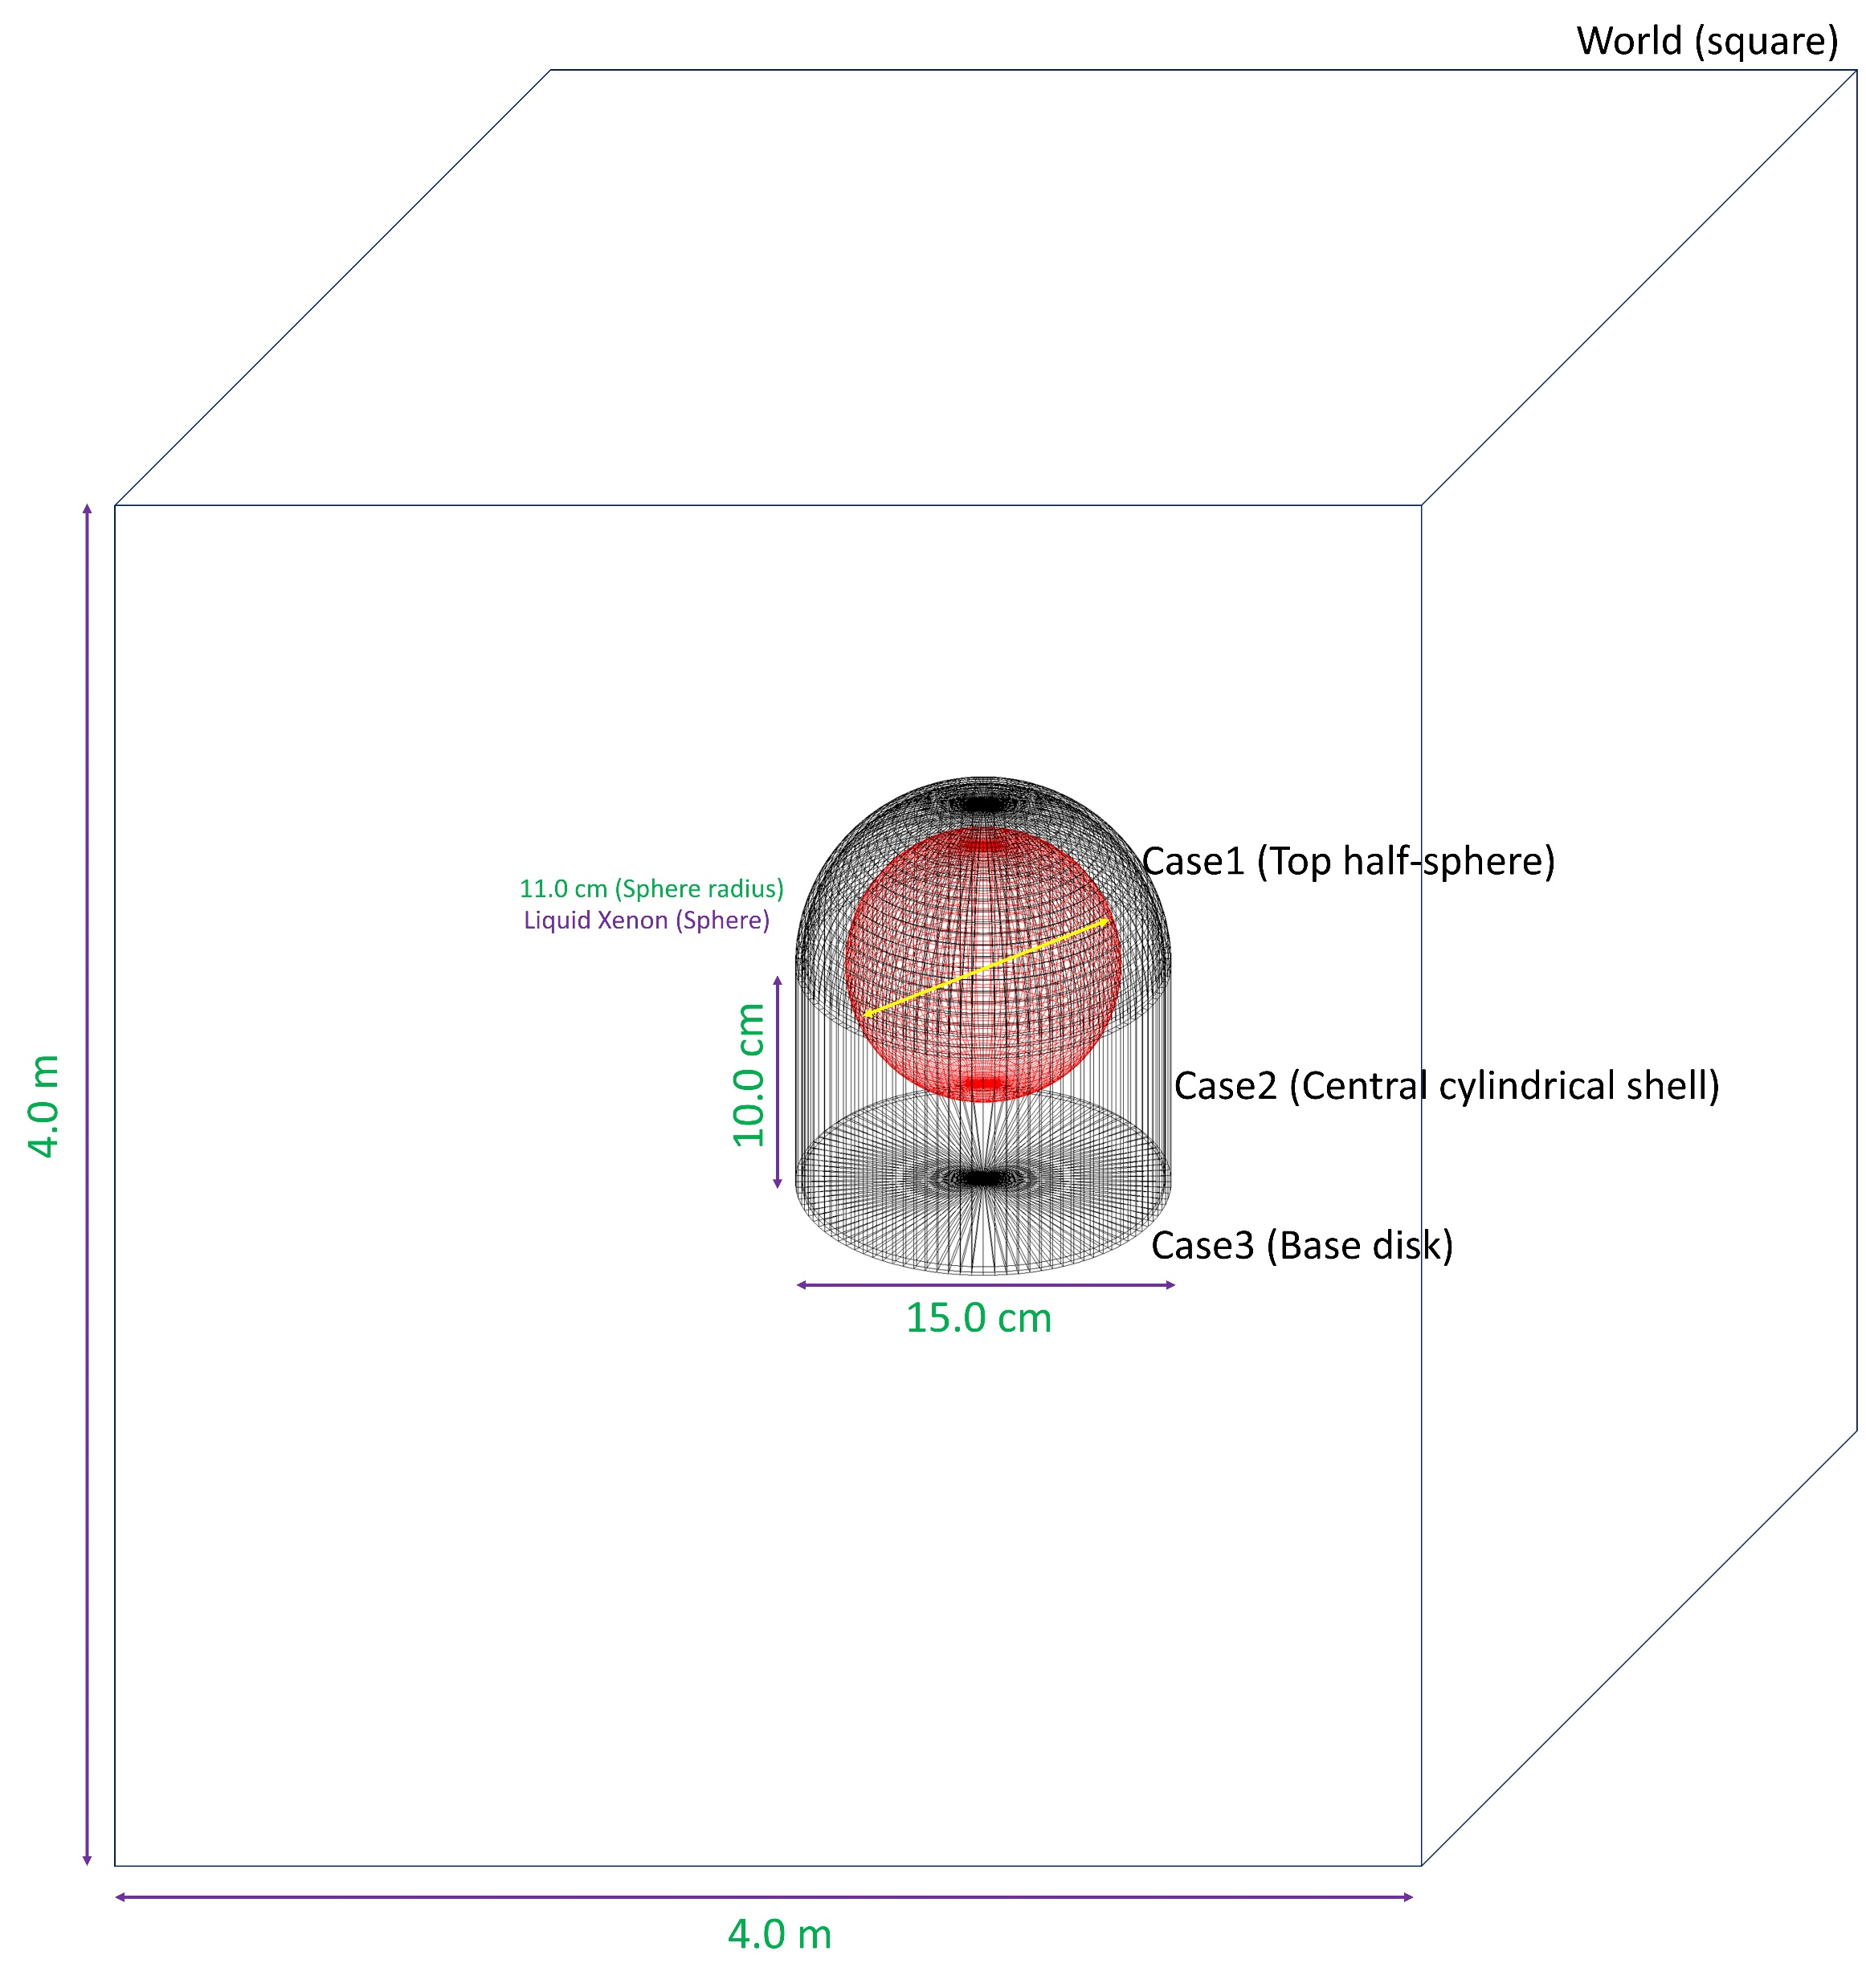 World (square)
Case1 (Top half-sphere)
11.0 cm (Sphere radius)
Liquid Xenon (Sphere)
10.0 cm
4.0 m
Case2 (Central cylindrical shell)
Case3 (Base disk)
15.0 cm
4.0 m